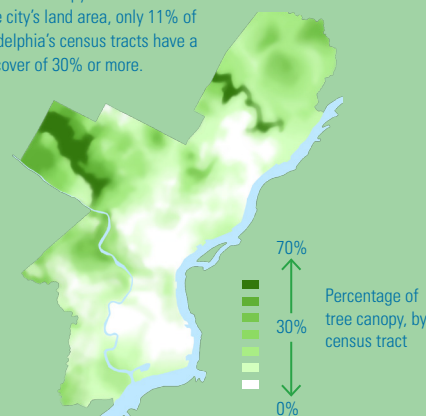 e city's land area, only 11% of
delphia's census tracts have a
cover of 30% or more.
70%
30%
0%
Percentage of
tree canopy, by
census tract